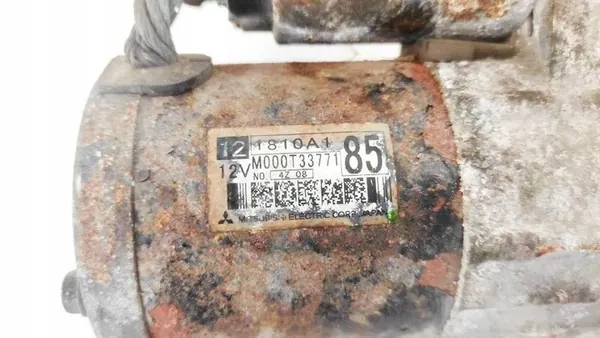 12 1810A1
12V M000T33771 85
NO. 4Z 08
MITSUBISHI ELECTRIC CORP. JAPAN